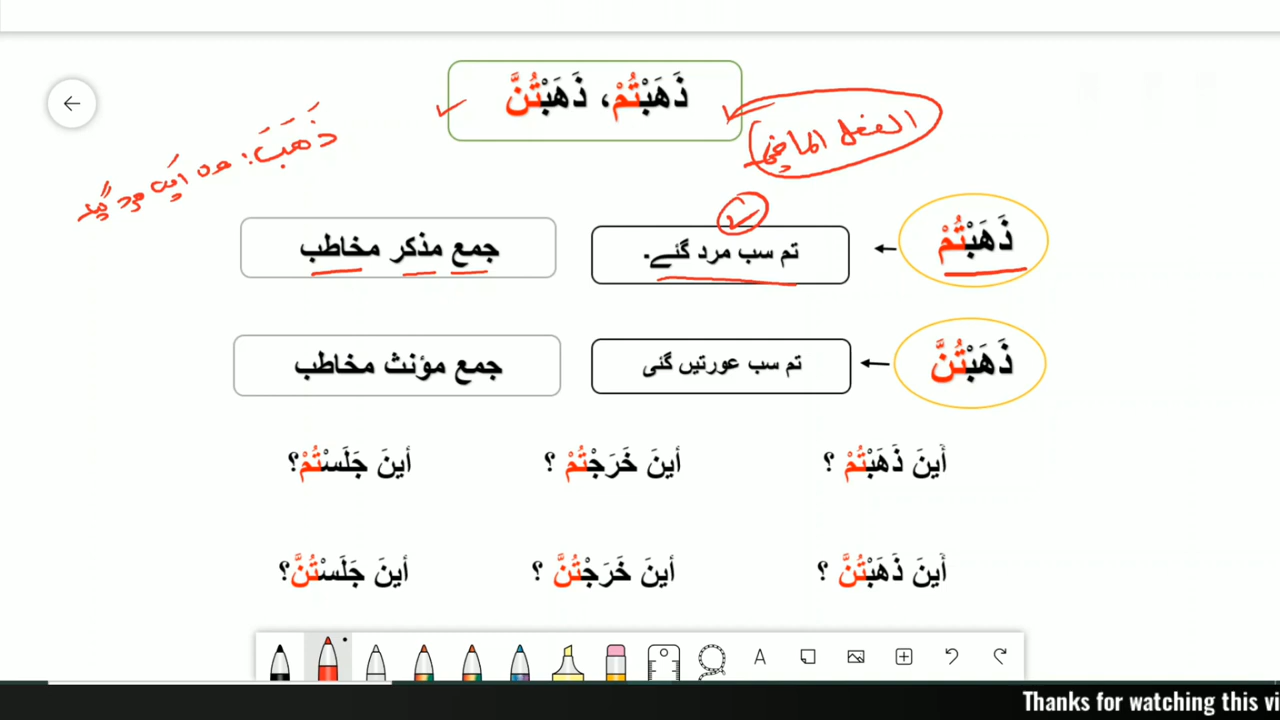 ذَهَبْتُمْ، ذَهَبْتُنَّ
الفعل الماضی
ذَهَبَ: وہ ایک مرد گیا
ذَهَبْتُمْ
تم سب مرد گئے۔
جمع مذکر مخاطب
ذَهَبْتُنَّ
تم سب عورتیں گئی
جمع مؤنث مخاطب
أَينَ ذَهَبْتُمْ ؟ أينَ خَرَجْتُمْ ؟ أينَ جَلَسْتُمْ؟
أَينَ ذَهَبْتُنَّ ؟ أينَ خَرَجْتُنَّ ؟ أينَ جَلَسْتُنَّ؟
A
Thanks for watching this vi